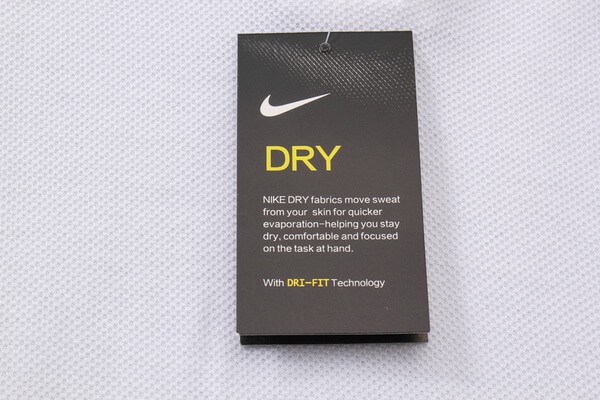 DRY
NIKE DRY fabrics move sweat
from your skin for quicker
evaporation-helping you stay
dry, comfortable and focused
on the task at hand.
With DRI-FIT Technology